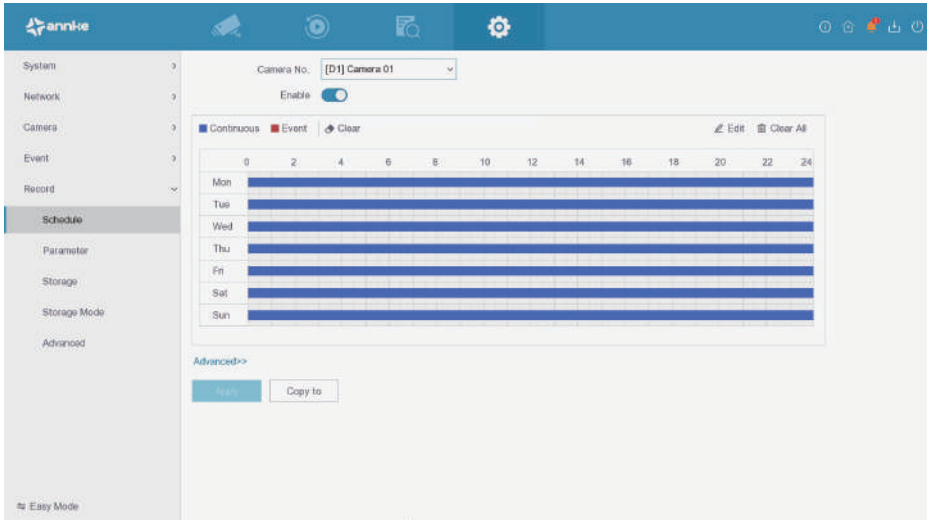 annke
System
Network
Camera
Event
Record
Schedule
Parameter
Storage
Storage Mode
Advanced
Easy Mode
Camera No. [D1] Camera 01
Enable
Continuous Event Clear Edit Clear All
0 2 4 6 8 10 12 14 16 18 20 22 24
Mon
Tue
Wed
Thu
Fri
Sat
Sun
Advanced>>
Apply Copy to